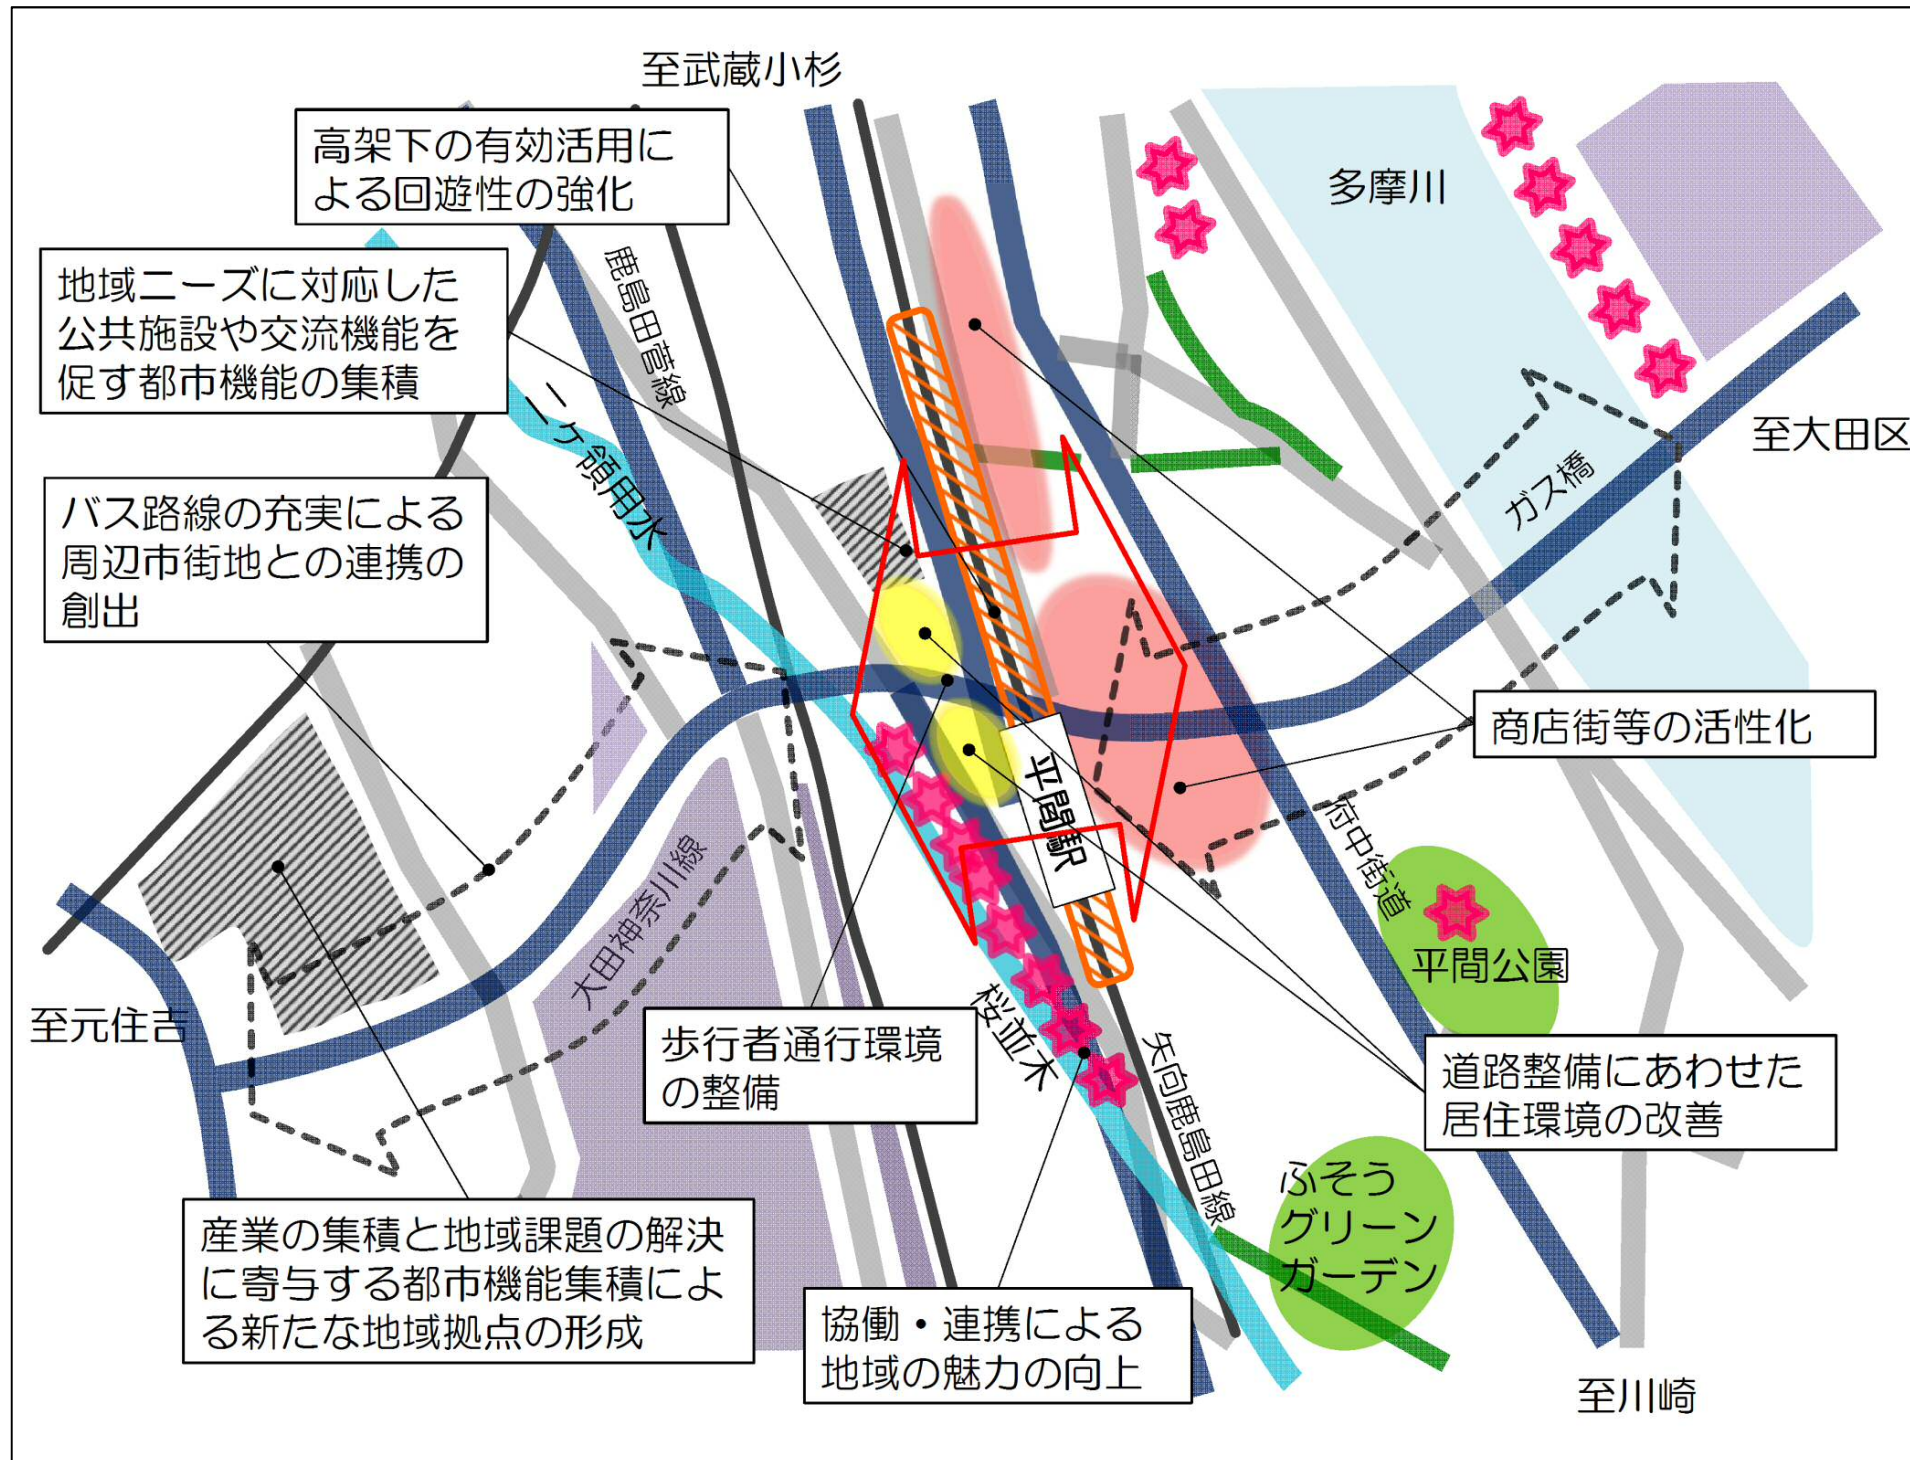 至武蔵小杉
高架下の有効活用に
よる回遊性の強化
多摩川
地域ニーズに対応した
公共施設や交流機能を
促す都市機能の集積
鹿島田菅線
二ヶ領用水
至大田区
ガス橋
バス路線の充実による
周辺市街地との連携の
創出
商店街等の活性化
平間駅
府中街道
大田神奈川線
平間公園
至元住吉
桜並木
歩行者通行環境
の整備
矢向鹿島田線
道路整備にあわせた
居住環境の改善
ふそう
グリーン
ガーデン
産業の集積と地域課題の解決
に寄与する都市機能集積によ
る新たな地域拠点の形成
協働・連携による
地域の魅力の向上
至川崎